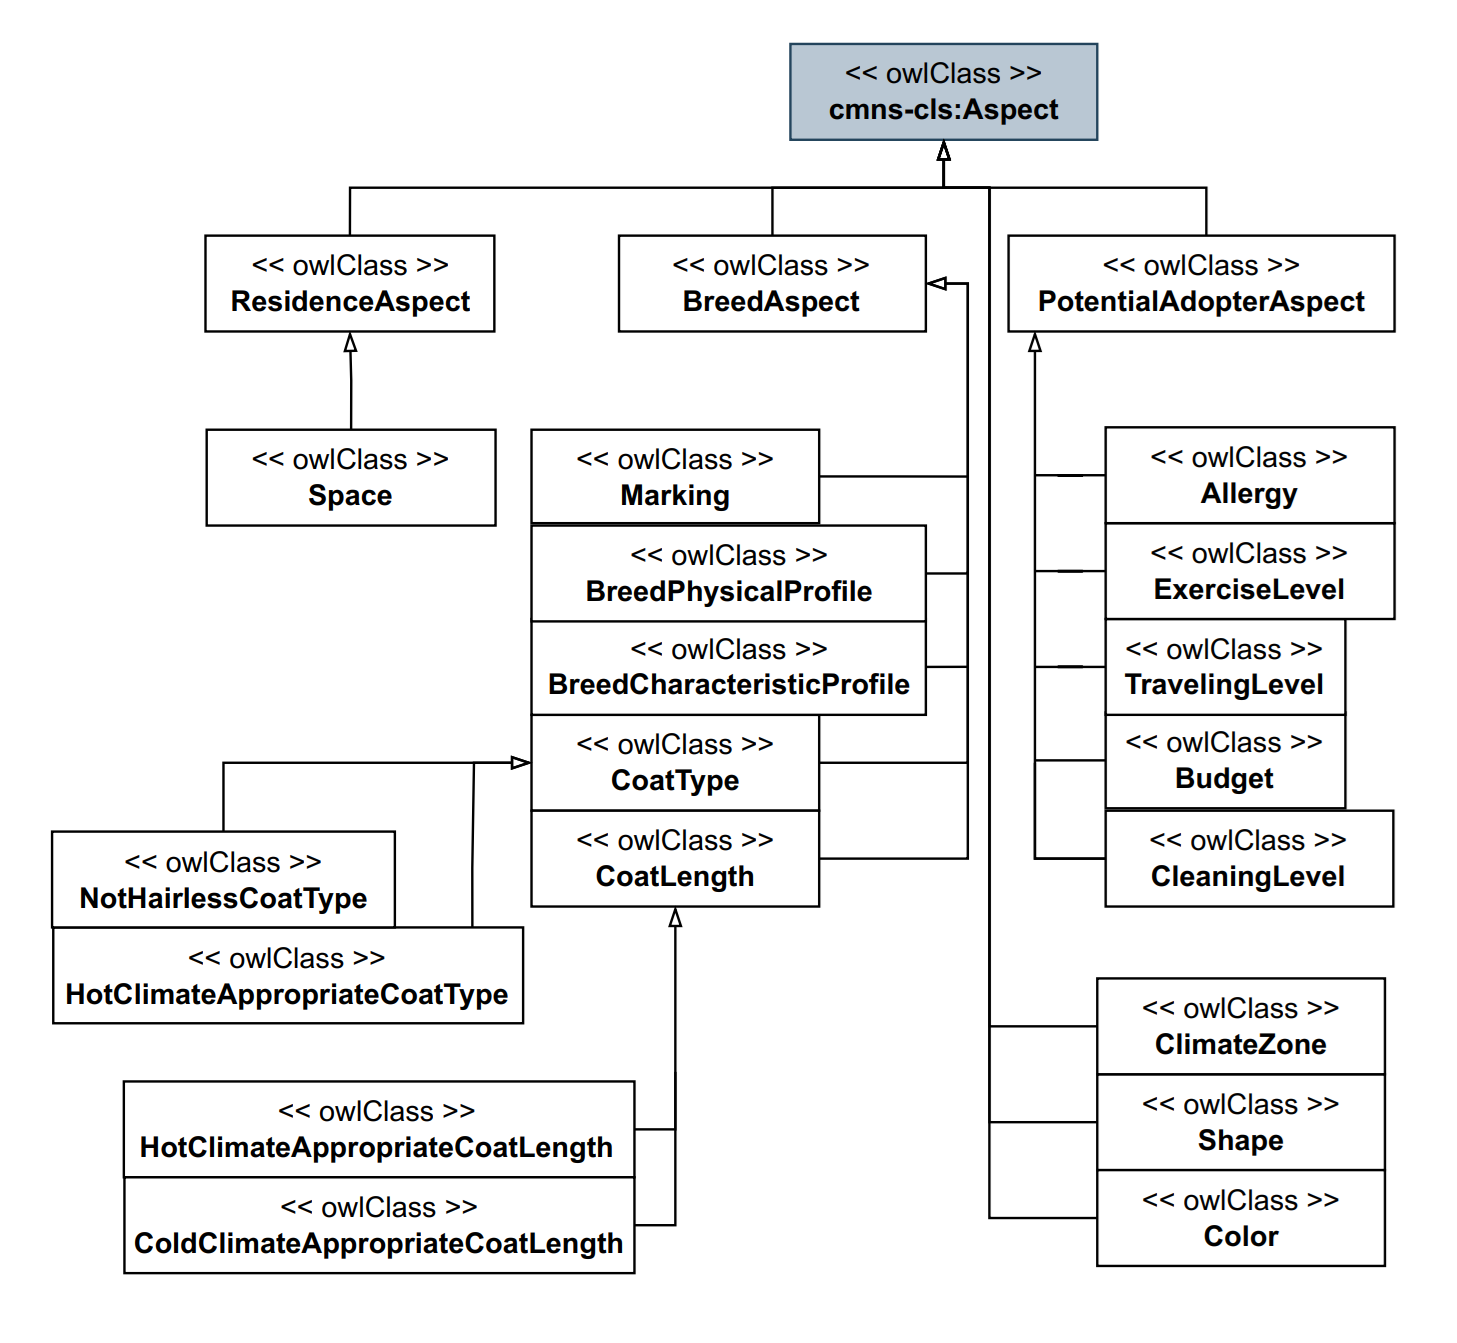 << owlClass >>
cmns-cls:Aspect
<< owlClass >>
ResidenceAspect
<< owlClass >>
BreedAspect
<< owlClass >>
PotentialAdopterAspect
<< owlClass >>
Space
<< owlClass >>
Marking
<< owlClass >>
BreedPhysicalProfile
<< owlClass >>
BreedCharacteristicProfile
<< owlClass >>
CoatType
<< owlClass >>
CoatLength
<< owlClass >>
Allergy
<< owlClass >>
ExerciseLevel
<< owlClass >>
TravelingLevel
<< owlClass >>
Budget
<< owlClass >>
CleaningLevel
<< owlClass >>
NotHairlessCoatType
<< owlClass >>
HotClimateAppropriateCoatType
<< owlClass >>
HotClimateAppropriateCoatLength
<< owlClass >>
ColdClimateAppropriateCoatLength
<< owlClass >>
ClimateZone
<< owlClass >>
Shape
<< owlClass >>
Color